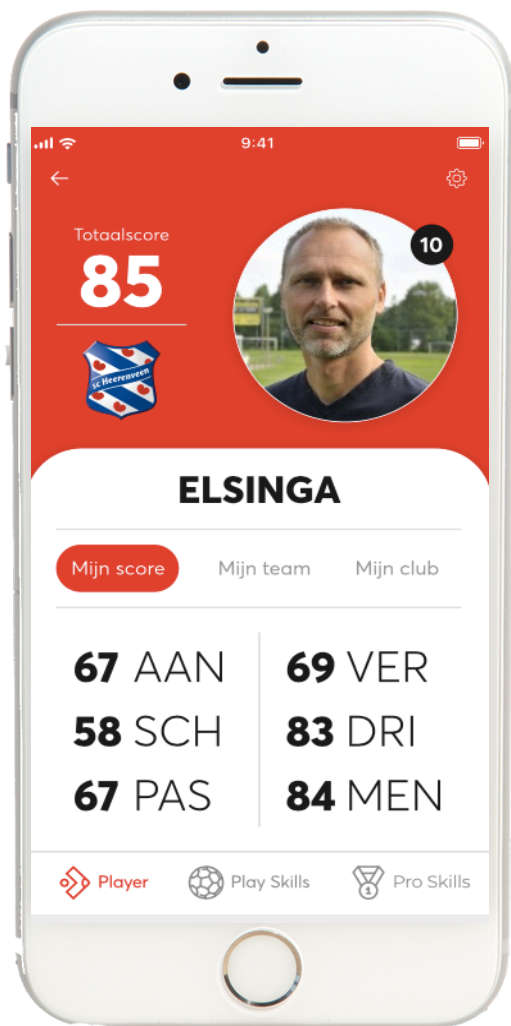 9:41
Totaalscore
85
10
sc Heerenveen
ELSINGA
Mijn score
Mijn team
Mijn club
67 AAN
69 VER
58 SCH
83 DRI
67 PAS
84 MEN
Player
Play Skills
1
Pro Skills